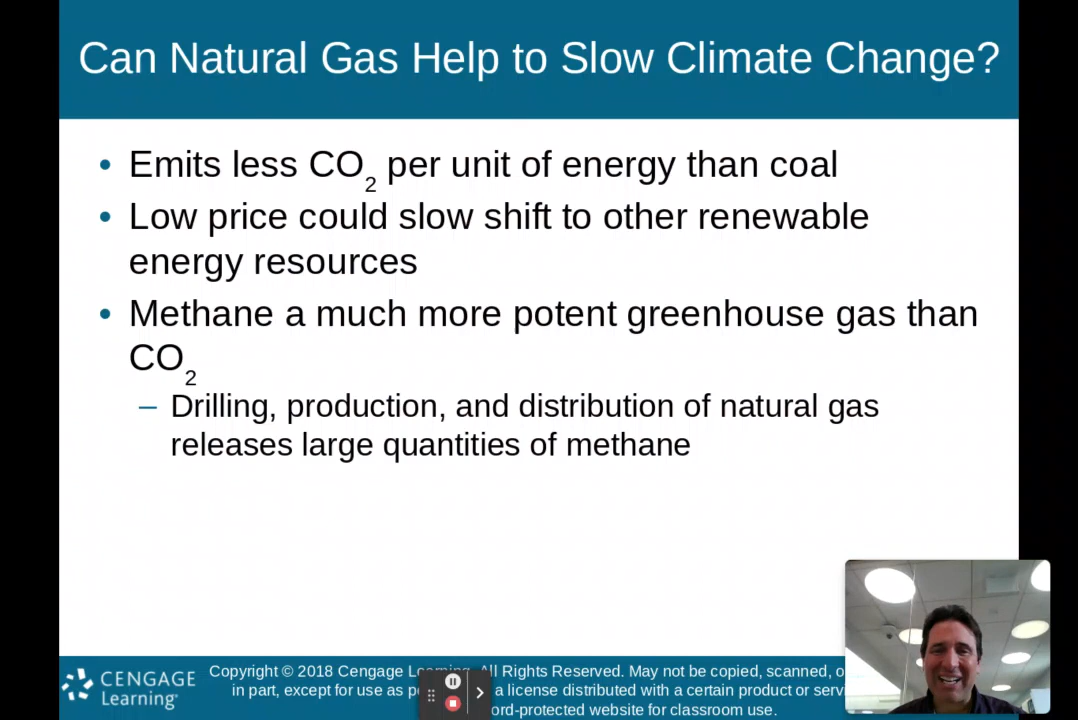 Can Natural Gas Help to Slow Climate Change?
• Emits less CO₂ per unit of energy than coal
• Low price could slow shift to other renewable
energy resources
• Methane a much more potent greenhouse gas than
CO₂
– Drilling, production, and distribution of natural gas
releases large quantities of methane
CENGAGE
Learning
Copyright © 2018 Cengage Learning. All Rights Reserved. May not be copied, scanned, o
in part, except for use as a license distributed with a certain product or servi
ord-protected website for classroom use.